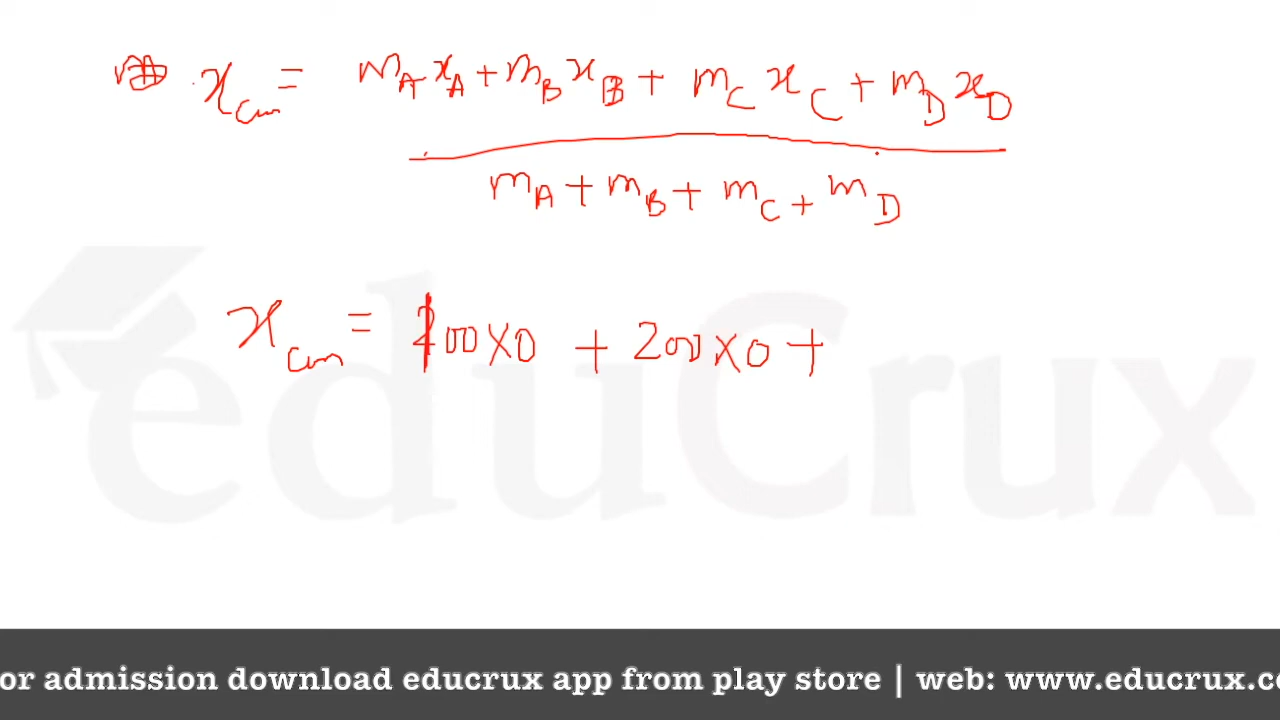 x_cm = m_A x_A + m_B x_B + m_C x_C + m_D x_D
m_A + m_B + m_C + m_D
x_cm = 100×0 + 200×0 +
eduCrux
or admission download educrux app from play store | web: www.educrux.c